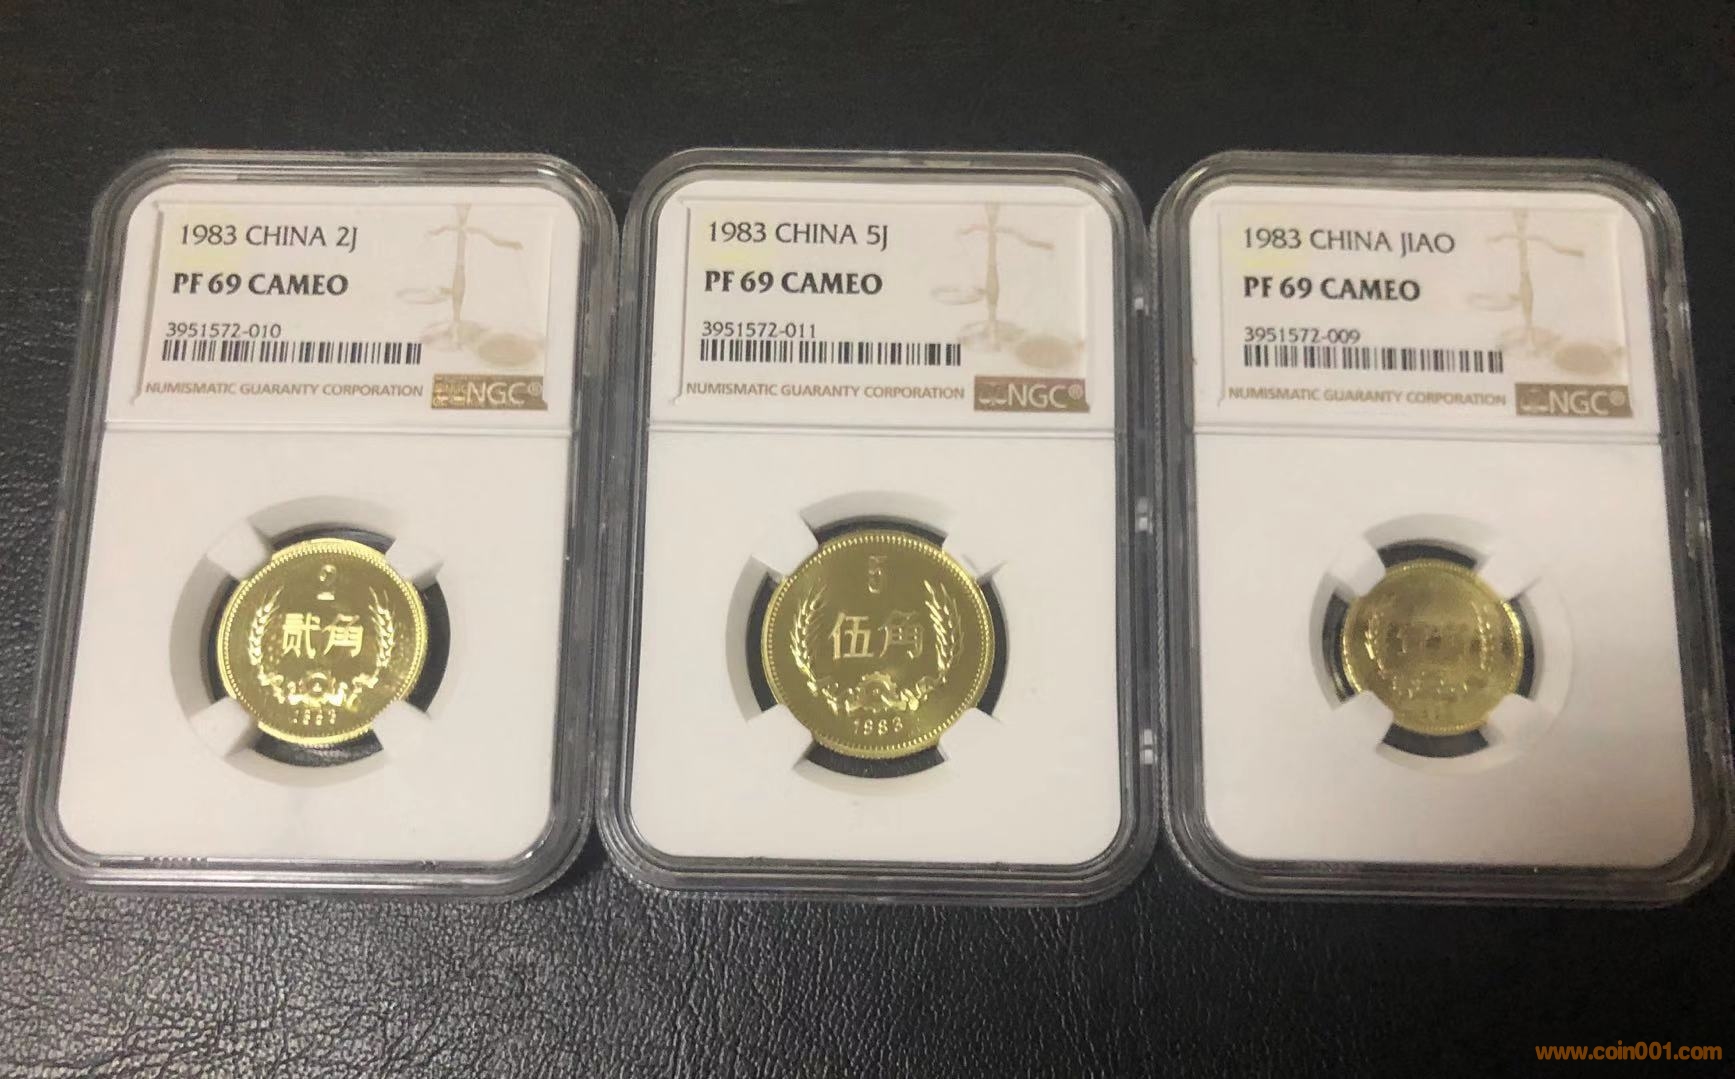 1983 CHINA 2J
PF 69 CAMEO
3951572-010
NUMISMATIC GUARANTY CORPORATION
NGC®
2
贰角
1983
1983 CHINA 5J
PF 69 CAMEO
3951572-011
NUMISMATIC GUARANTY CORPORATION
NGC®
5
伍角
1983
1983 CHINA JIAO
PF 69 CAMEO
3951572-009
NUMISMATIC GUARANTY CORPORATION
NGC®
www.coin001.com